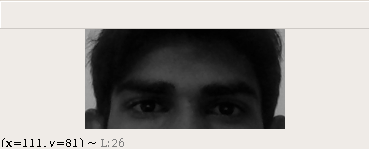 (x=111, y=81) ~ L:26